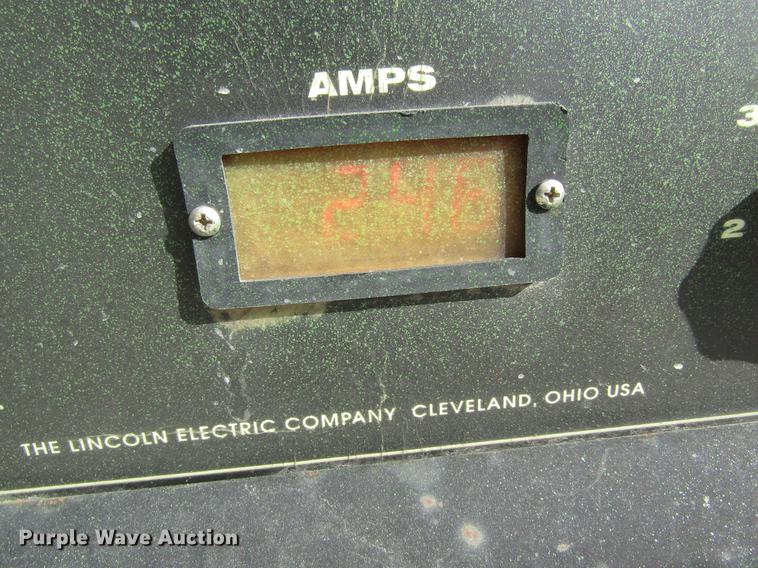 AMPS
246
3
2
THE LINCOLN ELECTRIC COMPANY CLEVELAND, OHIO USA
Purple Wave Auction